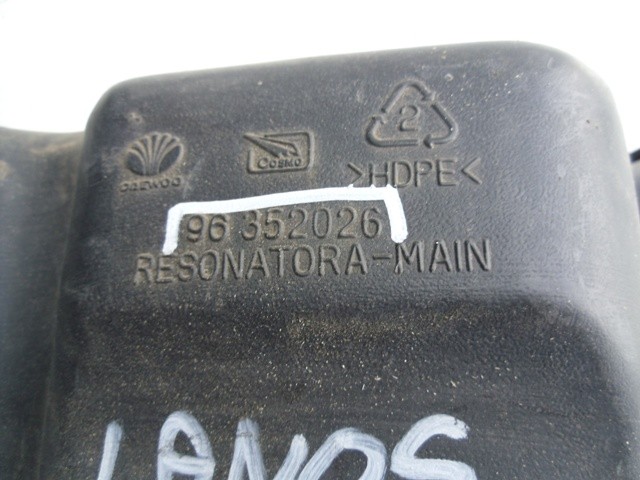 2
DAEWOO COSMO >HDPE<
96 352026
RESONATORA-MAIN
LANOS